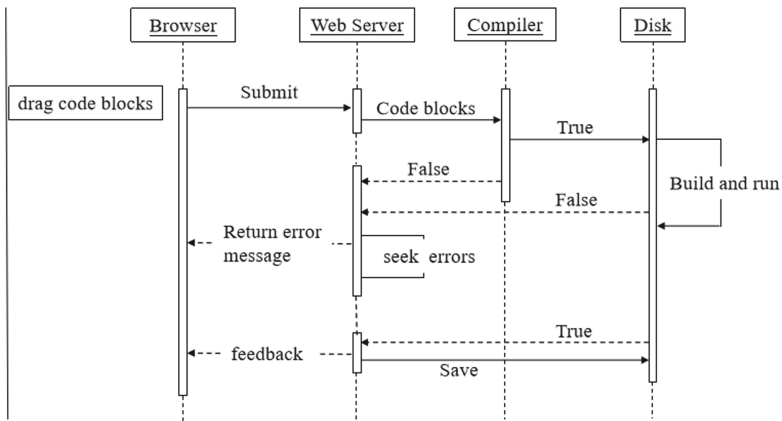 Browser
Web Server
Compiler
Disk
drag code blocks
Submit
Code blocks
True
False
Build and run
False
Return error
message
seek errors
True
feedback
Save